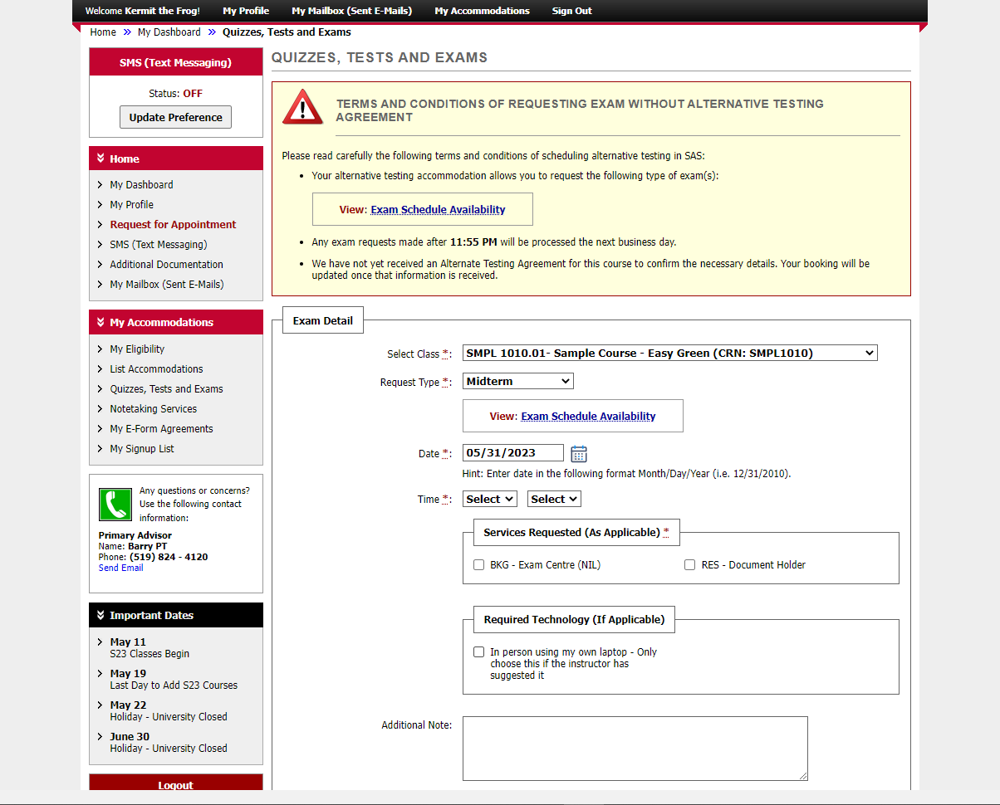 Welcome Kermit the Frog! My Profile My Mailbox (Sent E-Mails) My Accommodations Sign Out
Home » My Dashboard » Quizzes, Tests and Exams
SMS (Text Messaging)
Status: OFF
Update Preference
Home
My Dashboard
My Profile
Request for Appointment
SMS (Text Messaging)
Additional Documentation
My Mailbox (Sent E-Mails)
My Accommodations
My Eligibility
List Accommodations
Quizzes, Tests and Exams
Notetaking Services
My E-Form Agreements
My Signup List
Any questions or concerns?
Use the following contact
information:
Primary Advisor
Name: Barry PT
Phone: (519) 824 - 4120
Send Email
Important Dates
May 11
S23 Classes Begin
May 19
Last Day to Add S23 Courses
May 22
Holiday - University Closed
June 30
Holiday - University Closed
Logout
QUIZZES, TESTS AND EXAMS
TERMS AND CONDITIONS OF REQUESTING EXAM WITHOUT ALTERNATIVE TESTING
AGREEMENT
Please read carefully the following terms and conditions of scheduling alternative testing in SAS:
• Your alternative testing accommodation allows you to request the following type of exam(s):
View: Exam Schedule Availability
• Any exam requests made after 11:55 PM will be processed the next business day.
• We have not yet received an Alternate Testing Agreement for this course to confirm the necessary details. Your booking will be
updated once that information is received.
Exam Detail
Select Class *: SMPL 1010.01- Sample Course - Easy Green (CRN: SMPL1010)
Request Type *: Midterm
View: Exam Schedule Availability
Date *: 05/31/2023
Hint: Enter date in the following format Month/Day/Year (i.e. 12/31/2010).
Time *: Select Select
Services Requested (As Applicable) *
BKG - Exam Centre (NIL) RES - Document Holder
Required Technology (If Applicable)
In person using my own laptop - Only
choose this if the instructor has
suggested it
Additional Note: